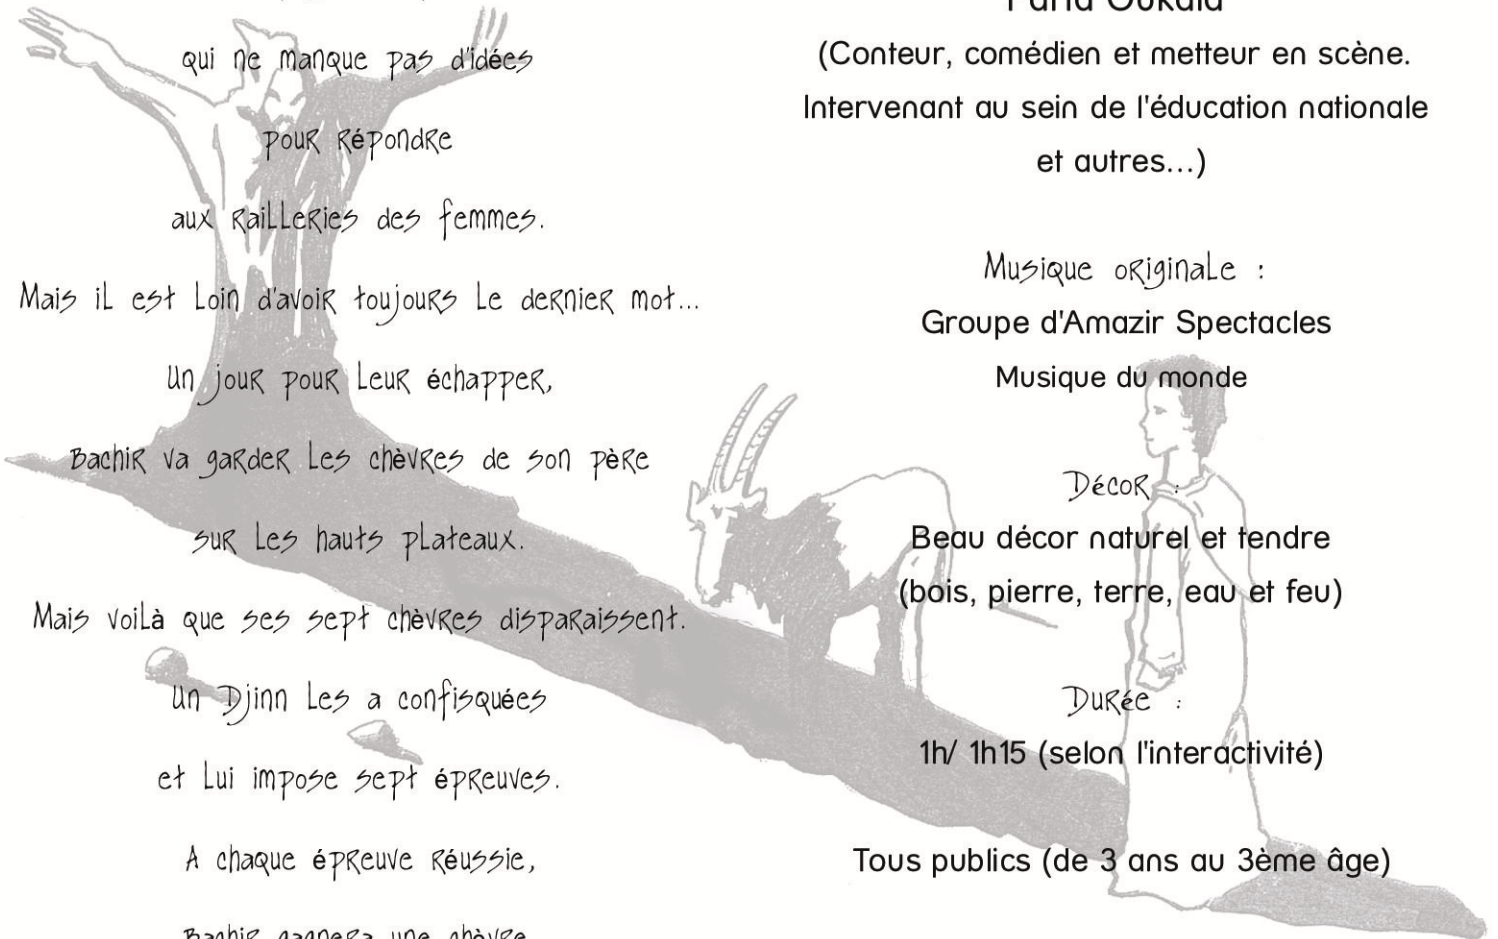 qui ne manque pas d'idées
pour répondre
aux railleries des femmes.
Mais il est loin d'avoir toujours le dernier mot...
Un jour pour leur échapper,
Bachir va garder les chèvres de son père
sur les hauts plateaux.
Mais voilà que ses sept chèvres disparaissent.
Un Djinn les a confisquées
et lui impose sept épreuves.
A chaque épreuve réussie,
Bachir gagnera une chèvre
(Conteur, comédien et metteur en scène.
Intervenant au sein de l'éducation nationale
et autres...)
Musique originale :
Groupe d'Amazir Spectacles
Musique du monde
Décor :
Beau décor naturel et tendre
(bois, pierre, terre, eau et feu)
Durée :
1h/ 1h15 (selon l'interactivité)
Tous publics (de 3 ans au 3ème âge)